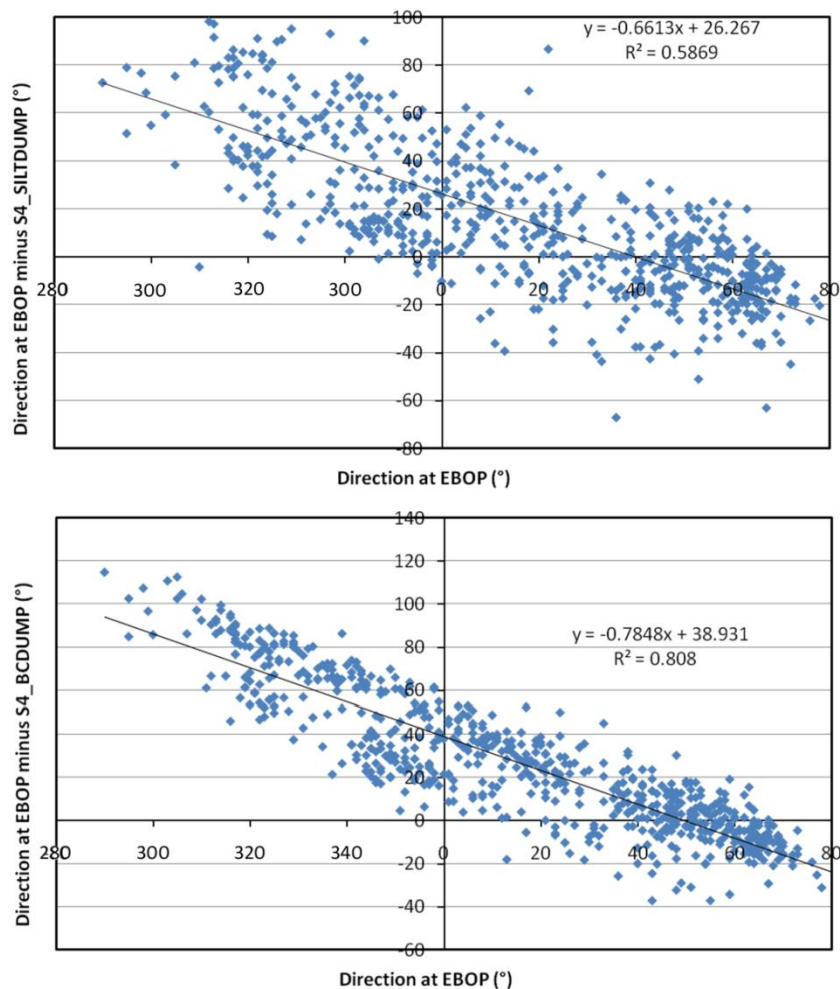 100
y = -0.6613x + 26.267
R² = 0.5869
80
60
40
20
0
280 300 320 300 0 20 40 60 80
-20
-40
-60
-80
Direction at EBOP minus S4_SILTDUMP (°)
Direction at EBOP (°)
140
120
100
y = -0.7848x + 38.931
R² = 0.808
80
60
40
20
0
280 300 320 340 0 20 40 60 80
-20
-40
-60
Direction at EBOP minus S4_BCDUMP (°)
Direction at EBOP (°)